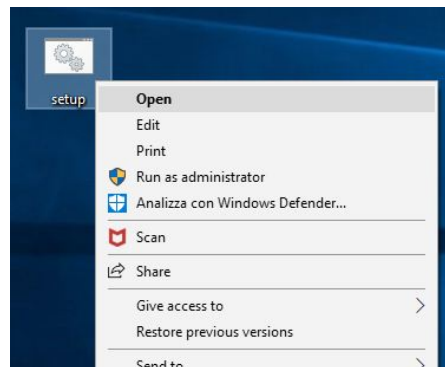 setup
Open
Edit
Print
Run as administrator
Analizza con Windows Defender...
Scan
Share
Give access to
Restore previous versions
Send to